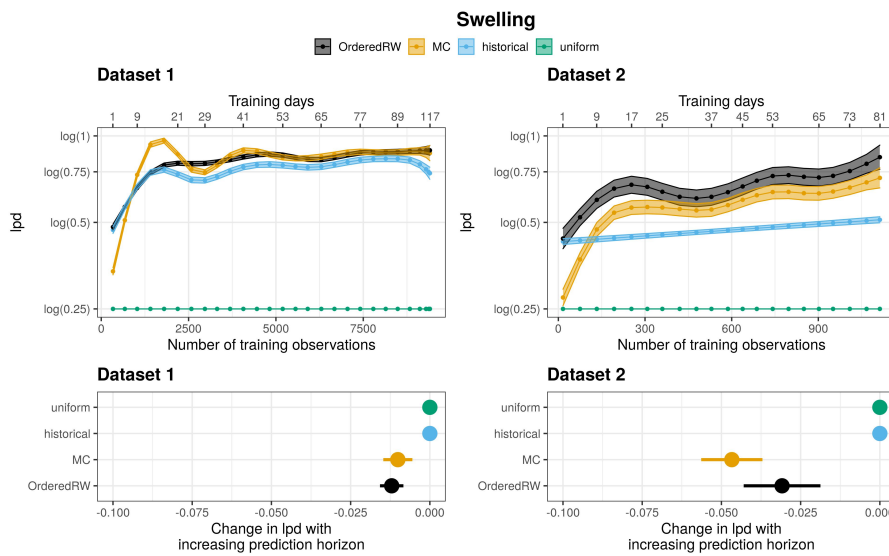 Swelling
OrderedRW MC historical uniform
Dataset 1
Training days
1 9 21 29 41 53 65 77 89 117
log(1)
log(0.75)
log(0.5)
log(0.25)
lpd
0 2500 5000 7500
Number of training observations
Dataset 2
Training days
1 9 17 25 37 45 53 65 73 81
log(1)
log(0.75)
log(0.5)
log(0.25)
lpd
0 300 600 900
Number of training observations
Dataset 1
uniform
historical
MC
OrderedRW
-0.100 -0.075 -0.050 -0.025 0.000
Change in lpd with
increasing prediction horizon
Dataset 2
uniform
historical
MC
OrderedRW
-0.100 -0.075 -0.050 -0.025 0.000
Change in lpd with
increasing prediction horizon